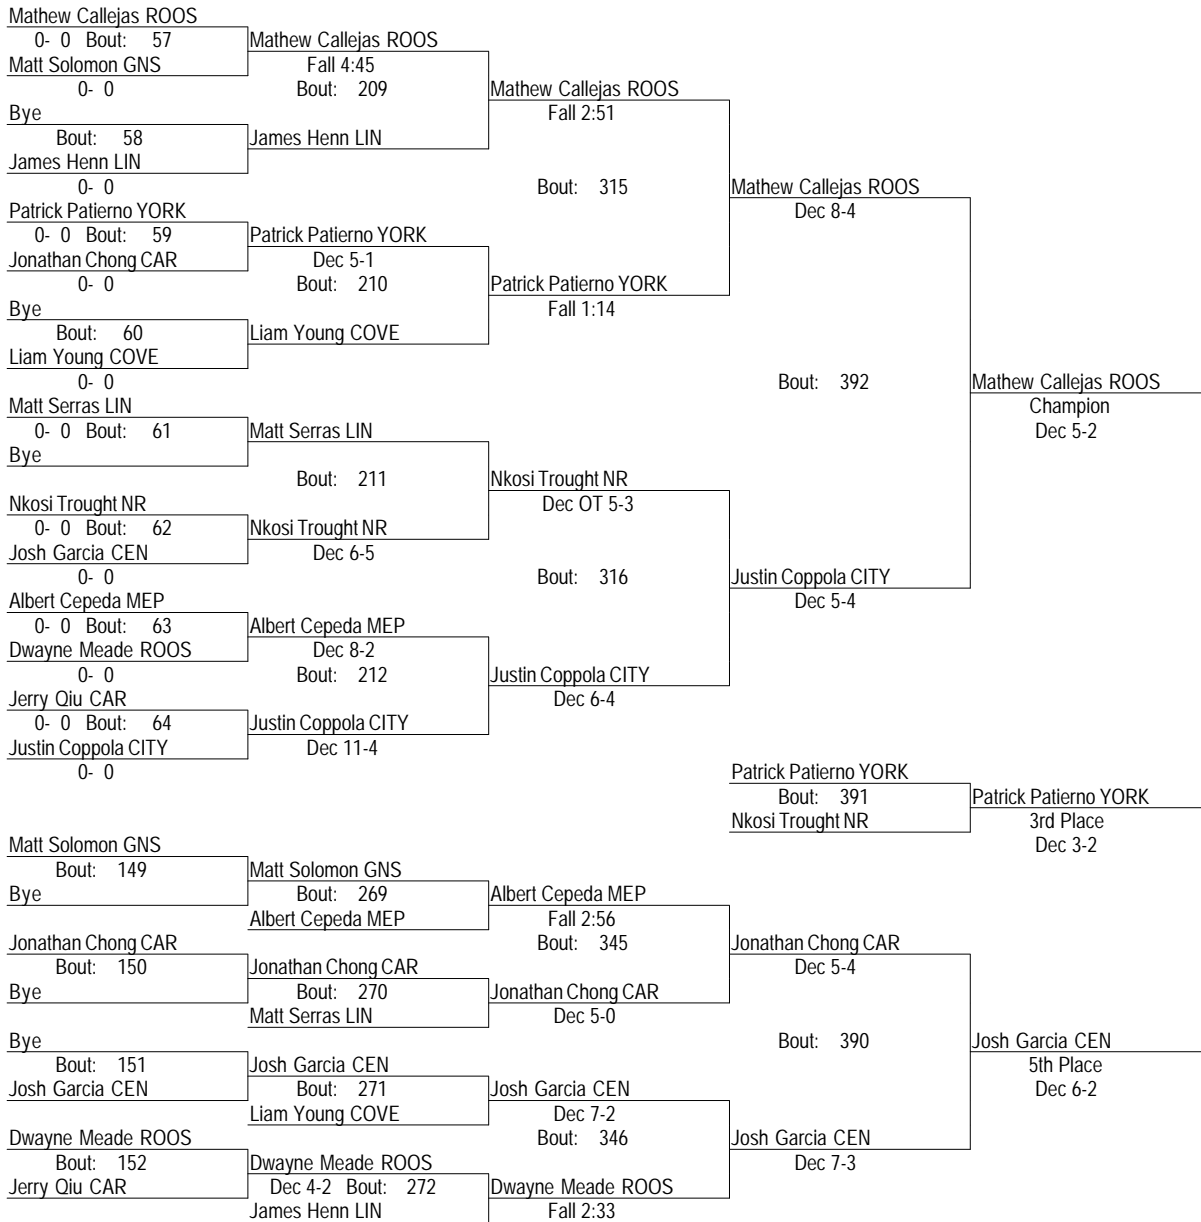 Mathew Callejas ROOS
0- 0 Bout: 57
Mathew Callejas ROOS
Matt Solomon GNS
Fall 4:45
0- 0
Bout: 209
Mathew Callejas ROOS
Bye
Fall 2:51
Bout: 58
James Henn LIN
James Henn LIN
0- 0
Bout: 315
Mathew Callejas ROOS
Patrick Patierno YORK
Dec 8-4
0- 0 Bout: 59
Patrick Patierno YORK
Jonathan Chong CAR
Dec 5-1
0- 0
Bout: 210
Patrick Patierno YORK
Bye
Fall 1:14
Bout: 60
Liam Young COVE
Liam Young COVE
0- 0
Bout: 392
Mathew Callejas ROOS
Matt Serras LIN
Champion
0- 0 Bout: 61
Matt Serras LIN
Dec 5-2
Bye
Bout: 211
Nkosi Trought NR
Nkosi Trought NR
Dec OT 5-3
0- 0 Bout: 62
Nkosi Trought NR
Josh Garcia CEN
Dec 6-5
0- 0
Bout: 316
Justin Coppola CITY
Albert Cepeda MEP
Dec 5-4
0- 0 Bout: 63
Albert Cepeda MEP
Dwayne Meade ROOS
Dec 8-2
0- 0
Bout: 212
Justin Coppola CITY
Jerry Qiu CAR
Dec 6-4
0- 0 Bout: 64
Justin Coppola CITY
Justin Coppola CITY
Dec 11-4
0- 0
Patrick Patierno YORK
Bout: 391
Patrick Patierno YORK
Nkosi Trought NR
3rd Place
Dec 3-2
Matt Solomon GNS
Bout: 149
Matt Solomon GNS
Bye
Bout: 269
Albert Cepeda MEP
Albert Cepeda MEP
Fall 2:56
Jonathan Chong CAR
Bout: 345
Jonathan Chong CAR
Bout: 150
Jonathan Chong CAR
Dec 5-4
Bye
Bout: 270
Jonathan Chong CAR
Matt Serras LIN
Dec 5-0
Bye
Bout: 390
Josh Garcia CEN
Bout: 151
Josh Garcia CEN
5th Place
Josh Garcia CEN
Bout: 271
Josh Garcia CEN
Dec 6-2
Liam Young COVE
Dec 7-2
Dwayne Meade ROOS
Bout: 346
Josh Garcia CEN
Bout: 152
Dwayne Meade ROOS
Dec 7-3
Jerry Qiu CAR
Dec 4-2 Bout: 272
Dwayne Meade ROOS
James Henn LIN
Fall 2:33